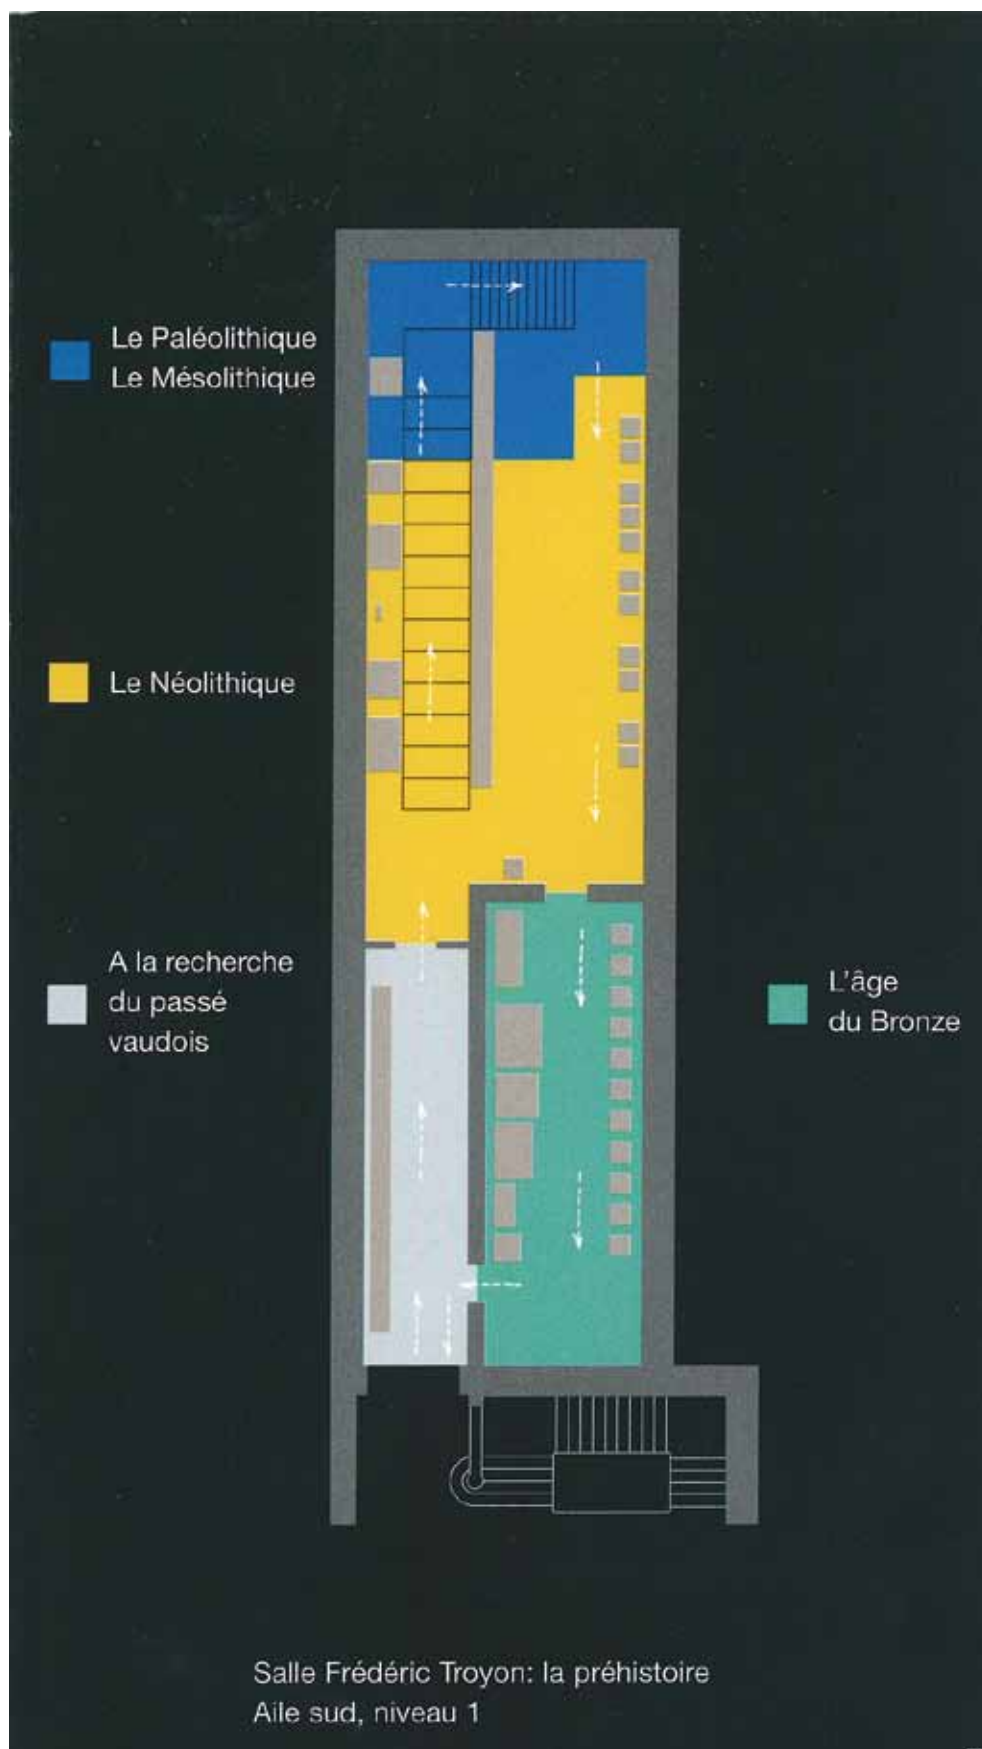 Le Paléolithique
Le Mésolithique
Le Néolithique
A la recherche
du passé
vaudois
L'âge
du Bronze
Salle Frédéric Troyon: la préhistoire
Aile sud, niveau 1